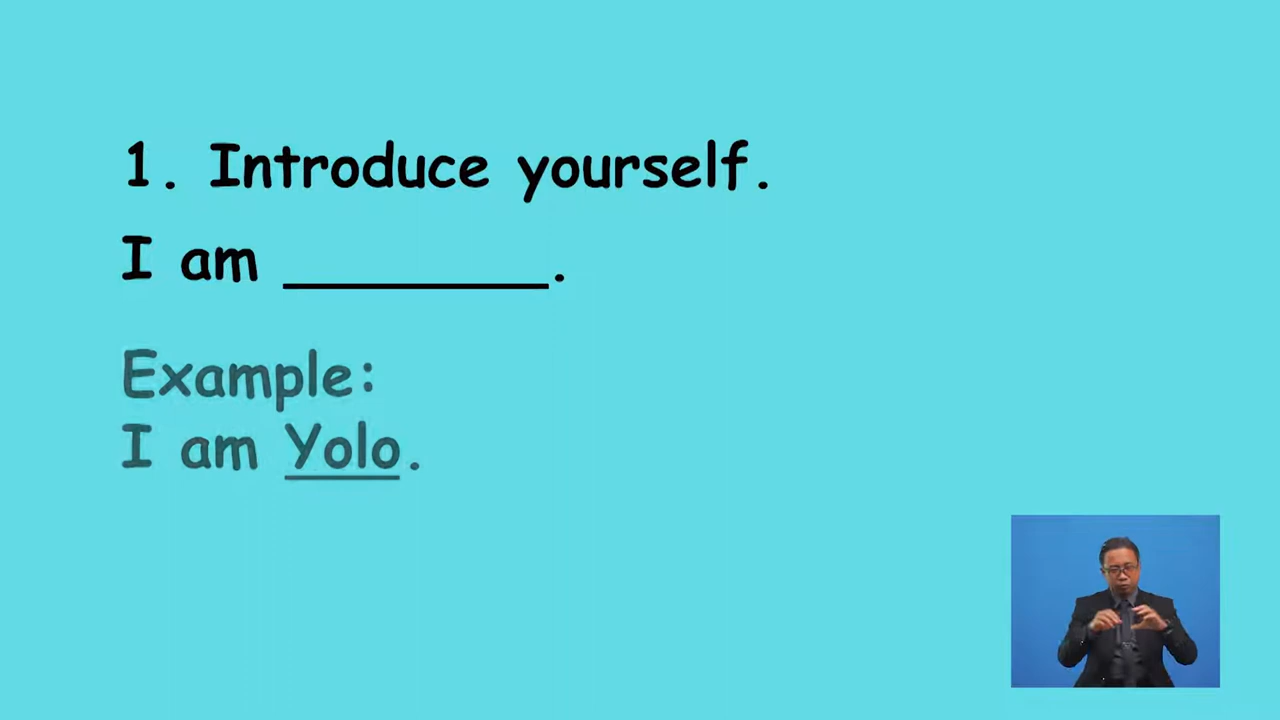 1. Introduce yourself.
I am ________.
Example:
I am Yolo.